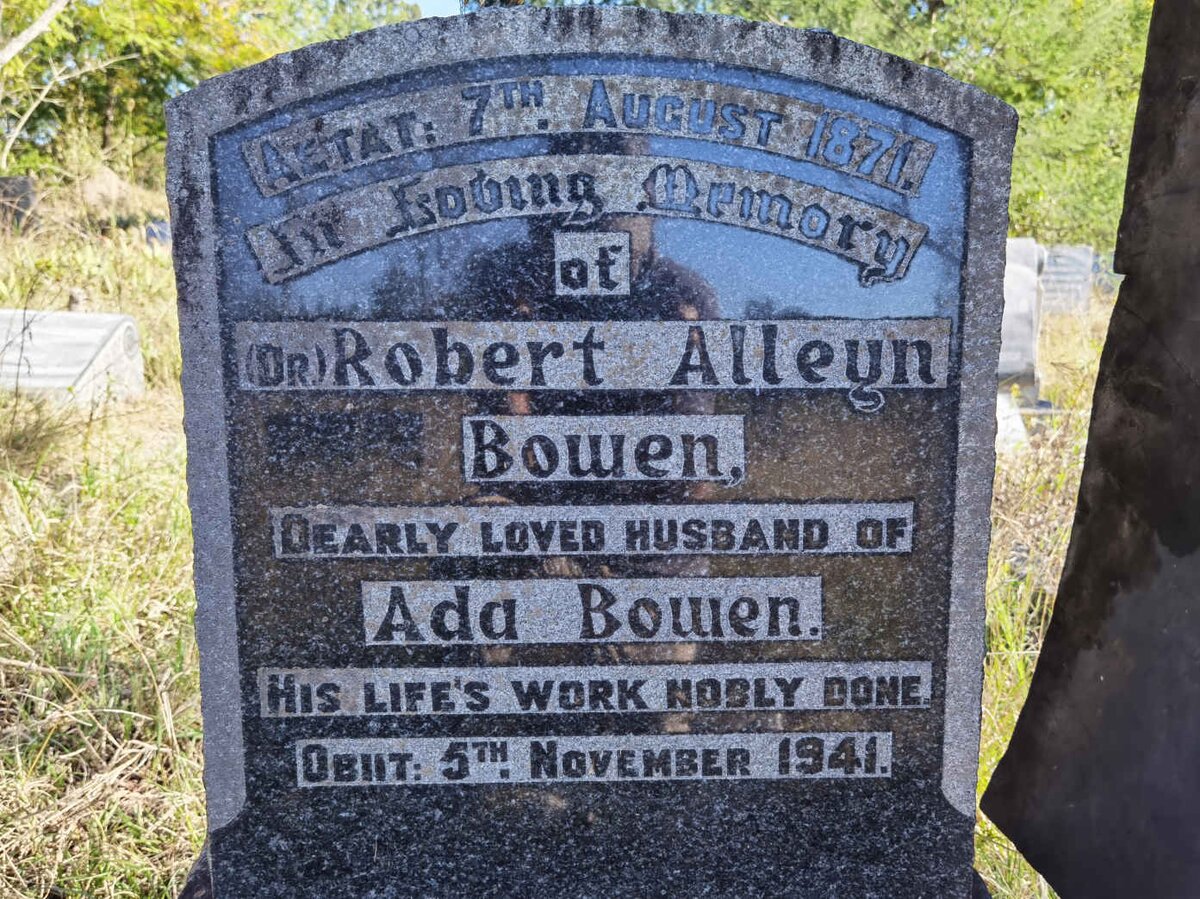 AETAT: 7TH. AUGUST 1871.
In Loving Memory
of
(DR.) Robert Alleyn
Bowen,
DEARLY LOVED HUSBAND OF
Ada Bowen.
HIS LIFE'S WORK NOBLY DONE.
OBIIT: 5TH. NOVEMBER 1941.